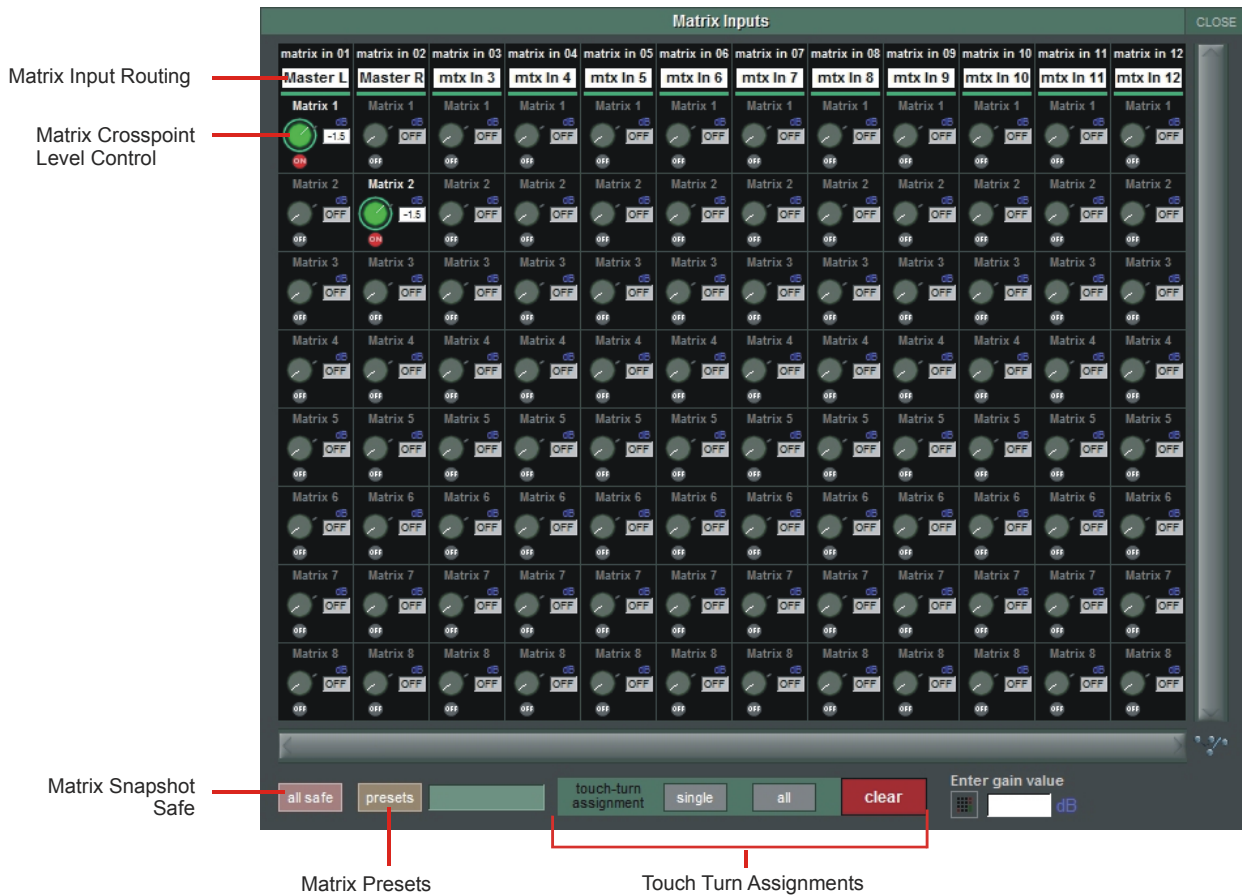 Matrix Inputs CLOSE
matrix in 01 matrix in 02 matrix in 03 matrix in 04 matrix in 05 matrix in 06 matrix in 07 matrix in 08 matrix in 09 matrix in 10 matrix in 11 matrix in 12
Matrix Input Routing Master L Master R mtx In 3 mtx In 4 mtx In 5 mtx In 6 mtx In 7 mtx In 8 mtx In 9 mtx In 10 mtx In 11 mtx In 12
Matrix 1 Matrix 1 Matrix 1 Matrix 1 Matrix 1 Matrix 1 Matrix 1 Matrix 1 Matrix 1 Matrix 1 Matrix 1 Matrix 1
dB dB dB dB dB dB dB dB dB dB dB dB
Matrix Crosspoint
Level Control
-1.5 OFF OFF OFF OFF OFF OFF OFF OFF OFF OFF OFF
ON OFF OFF OFF OFF OFF OFF OFF OFF OFF OFF OFF
Matrix 2 Matrix 2 Matrix 2 Matrix 2 Matrix 2 Matrix 2 Matrix 2 Matrix 2 Matrix 2 Matrix 2 Matrix 2 Matrix 2
dB dB dB dB dB dB dB dB dB dB dB dB
OFF -1.5 OFF OFF OFF OFF OFF OFF OFF OFF OFF OFF
OFF ON OFF OFF OFF OFF OFF OFF OFF OFF OFF OFF
Matrix 3 Matrix 3 Matrix 3 Matrix 3 Matrix 3 Matrix 3 Matrix 3 Matrix 3 Matrix 3 Matrix 3 Matrix 3 Matrix 3
dB dB dB dB dB dB dB dB dB dB dB dB
OFF OFF OFF OFF OFF OFF OFF OFF OFF OFF OFF OFF
OFF OFF OFF OFF OFF OFF OFF OFF OFF OFF OFF OFF
Matrix 4 Matrix 4 Matrix 4 Matrix 4 Matrix 4 Matrix 4 Matrix 4 Matrix 4 Matrix 4 Matrix 4 Matrix 4 Matrix 4
dB dB dB dB dB dB dB dB dB dB dB dB
OFF OFF OFF OFF OFF OFF OFF OFF OFF OFF OFF OFF
OFF OFF OFF OFF OFF OFF OFF OFF OFF OFF OFF OFF
Matrix 5 Matrix 5 Matrix 5 Matrix 5 Matrix 5 Matrix 5 Matrix 5 Matrix 5 Matrix 5 Matrix 5 Matrix 5 Matrix 5
dB dB dB dB dB dB dB dB dB dB dB dB
OFF OFF OFF OFF OFF OFF OFF OFF OFF OFF OFF OFF
OFF OFF OFF OFF OFF OFF OFF OFF OFF OFF OFF OFF
Matrix 6 Matrix 6 Matrix 6 Matrix 6 Matrix 6 Matrix 6 Matrix 6 Matrix 6 Matrix 6 Matrix 6 Matrix 6 Matrix 6
dB dB dB dB dB dB dB dB dB dB dB dB
OFF OFF OFF OFF OFF OFF OFF OFF OFF OFF OFF OFF
OFF OFF OFF OFF OFF OFF OFF OFF OFF OFF OFF OFF
Matrix 7 Matrix 7 Matrix 7 Matrix 7 Matrix 7 Matrix 7 Matrix 7 Matrix 7 Matrix 7 Matrix 7 Matrix 7 Matrix 7
dB dB dB dB dB dB dB dB dB dB dB dB
OFF OFF OFF OFF OFF OFF OFF OFF OFF OFF OFF OFF
OFF OFF OFF OFF OFF OFF OFF OFF OFF OFF OFF OFF
Matrix 8 Matrix 8 Matrix 8 Matrix 8 Matrix 8 Matrix 8 Matrix 8 Matrix 8 Matrix 8 Matrix 8 Matrix 8 Matrix 8
dB dB dB dB dB dB dB dB dB dB dB dB
OFF OFF OFF OFF OFF OFF OFF OFF OFF OFF OFF OFF
OFF OFF OFF OFF OFF OFF OFF OFF OFF OFF OFF OFF
Matrix Snapshot
Safe
all safe presets
touch-turn
assignment
single all clear
Enter gain value
dB
Matrix Presets
Touch Turn Assignments